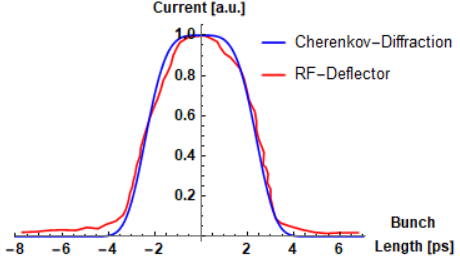 Current [a.u.]
1.0
Cherenkov-Diffraction
RF-Deflector
0.8
0.6
0.4
0.2
Bunch
Length [ps]
-8 -6 -4 -2 2 4 6